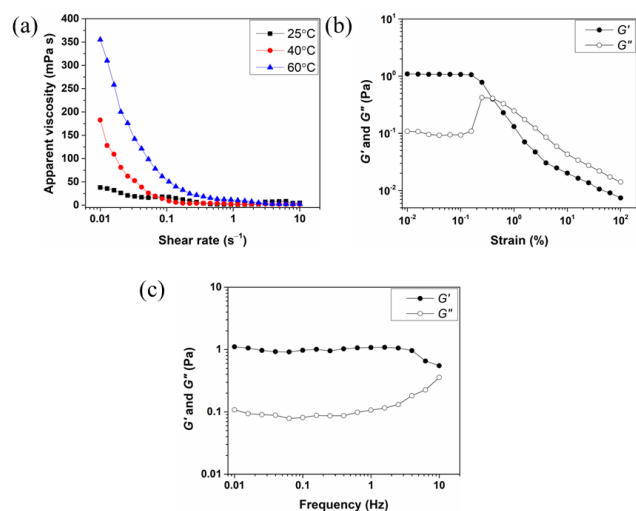 (a)
Apparent viscosity (mPa s)
400
350
300
250
200
150
100
50
0
25°C
40°C
60°C
0.01
0.1
1
10
Shear rate (s⁻¹)
(b)
G' and G" (Pa)
10¹
10⁰
10⁻¹
10⁻²
G'
G"
10⁻²
10⁻¹
10⁰
10¹
10²
Strain (%)
(c)
G' and G" (Pa)
10
1
0.1
0.01
G'
G"
0.01
0.1
1
10
Frequency (Hz)